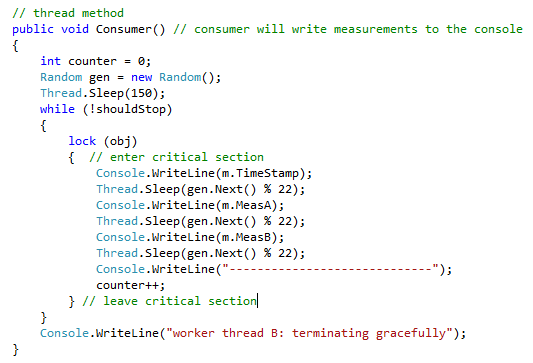 // thread method
public void Consumer() // consumer will write measurements to the console
{
    int counter = 0;
    Random gen = new Random();
    Thread.Sleep(150);
    while (!shouldStop)
    {
        lock (obj)
        {  // enter critical section
            Console.WriteLine(m.TimeStamp);
            Thread.Sleep(gen.Next() % 22);
            Console.WriteLine(m.MeasA);
            Thread.Sleep(gen.Next() % 22);
            Console.WriteLine(m.MeasB);
            Thread.Sleep(gen.Next() % 22);
            Console.WriteLine("-----------------------------");
            counter++;
        } // leave critical section
    }
    Console.WriteLine("worker thread B: terminating gracefully");
}